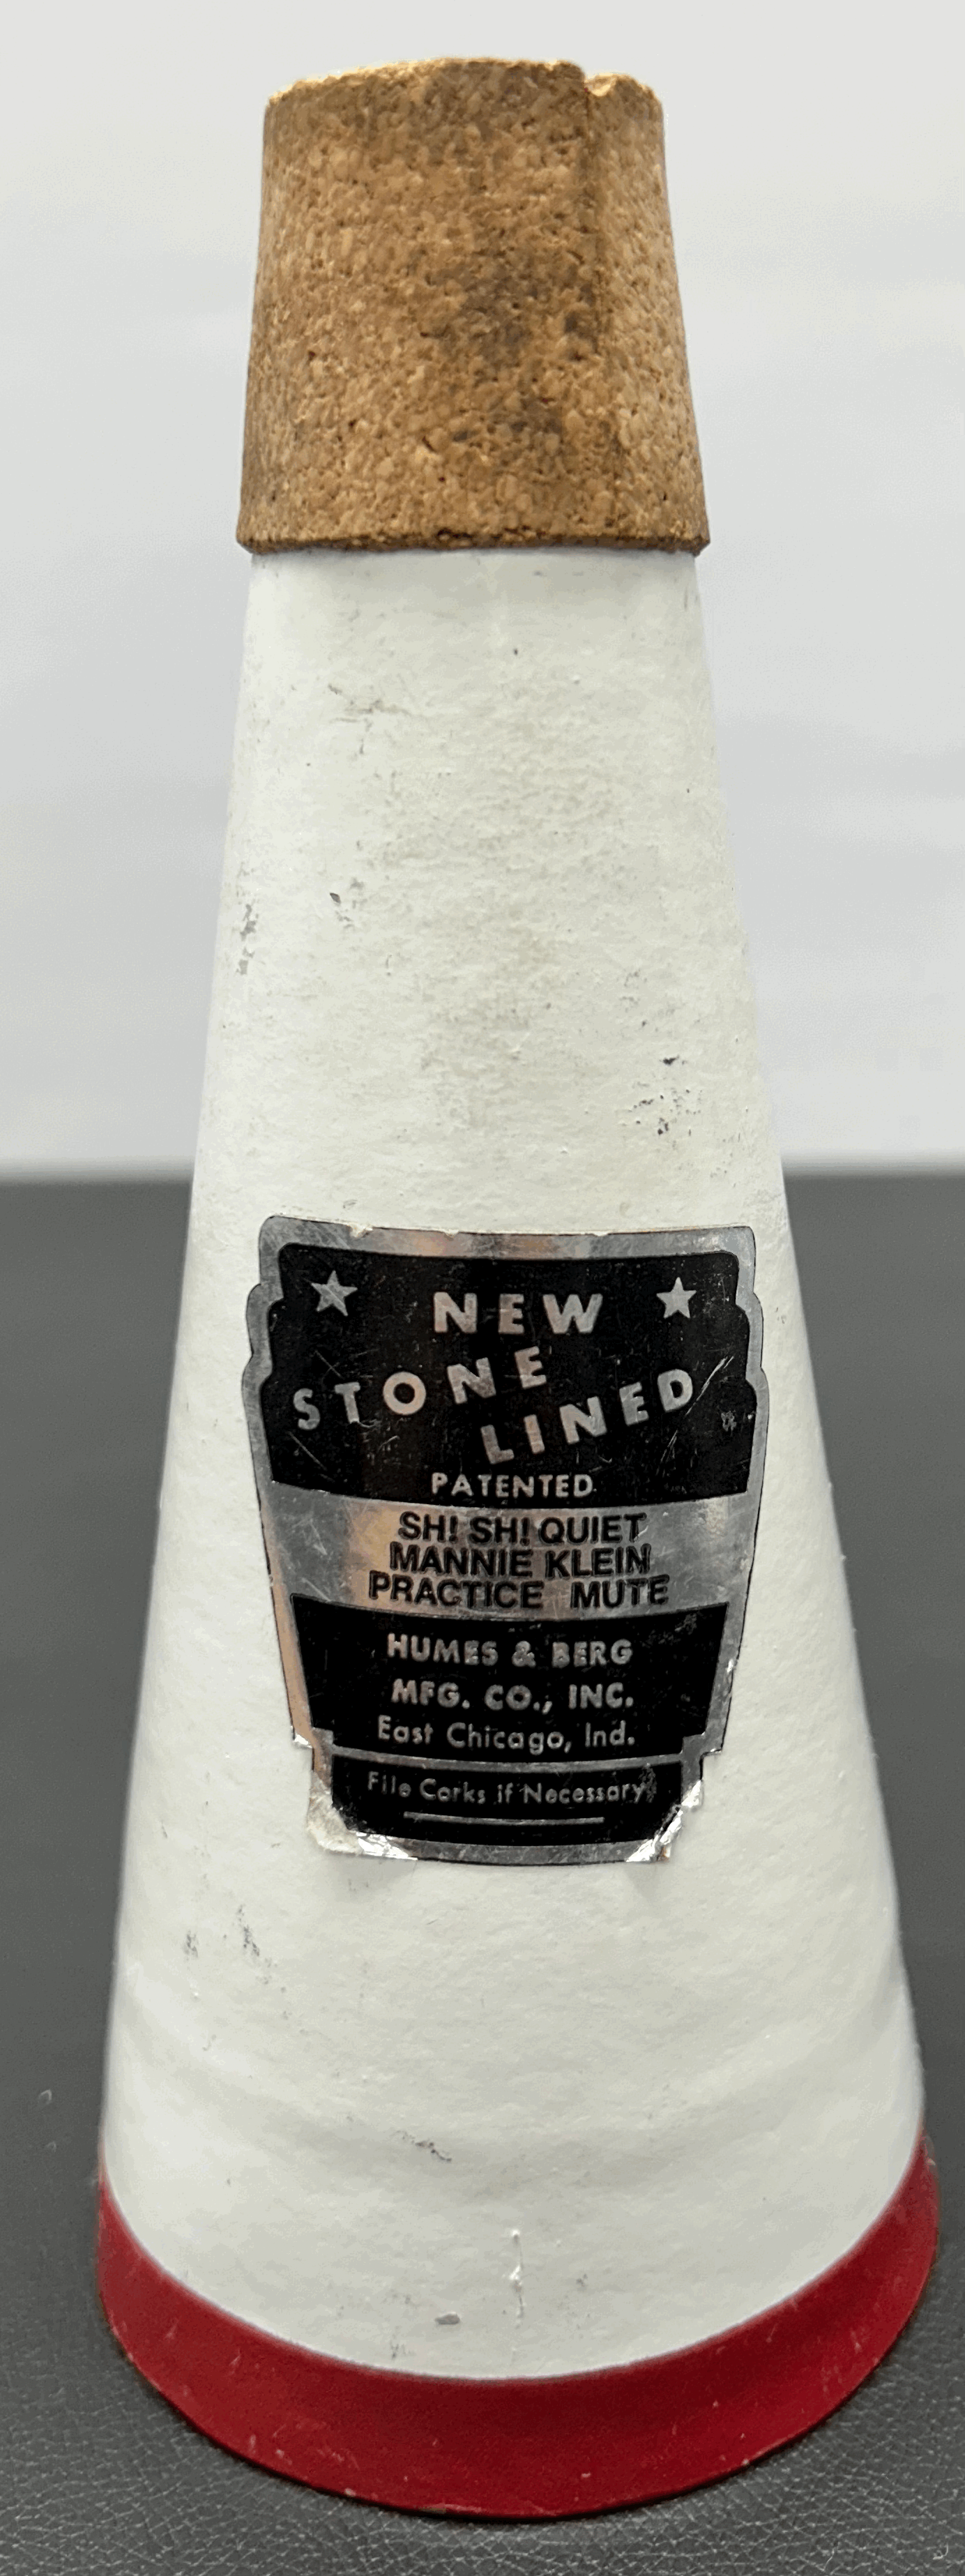 NEW
STONE
LINED
PATENTED
SH! SH! QUIET
MANNIE KLEIN
PRACTICE MUTE
HUMES & BERG
MFG. CO., INC.
East Chicago, Ind.
File Corks if Necessary